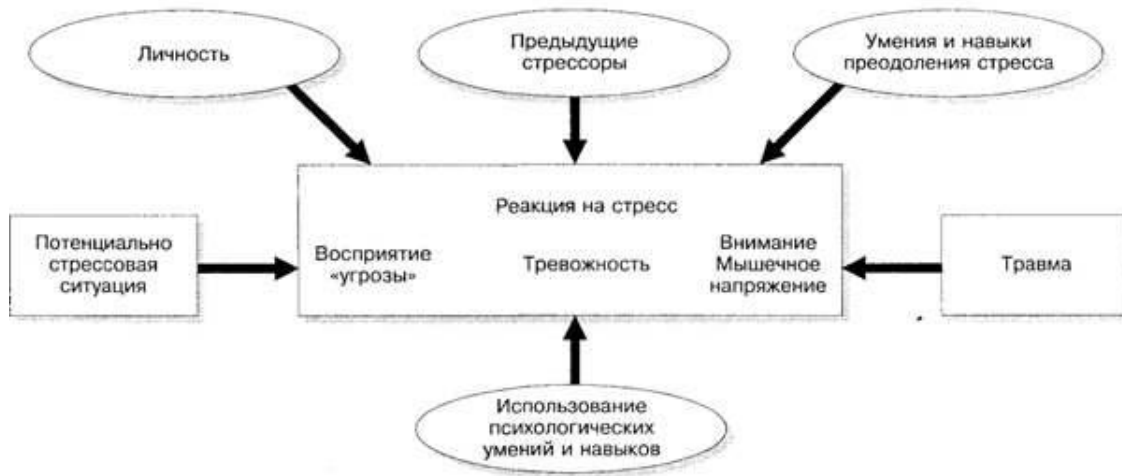 Личность
Предыдущие
стрессоры
Умения и навыки
преодоления стресса
Реакция на стресс
Потенциально
стрессовая
ситуация
Восприятие
«угрозы»
Тревожность
Внимание
Мышечное
напряжение
Травма
Использование
психологических
умений и навыков